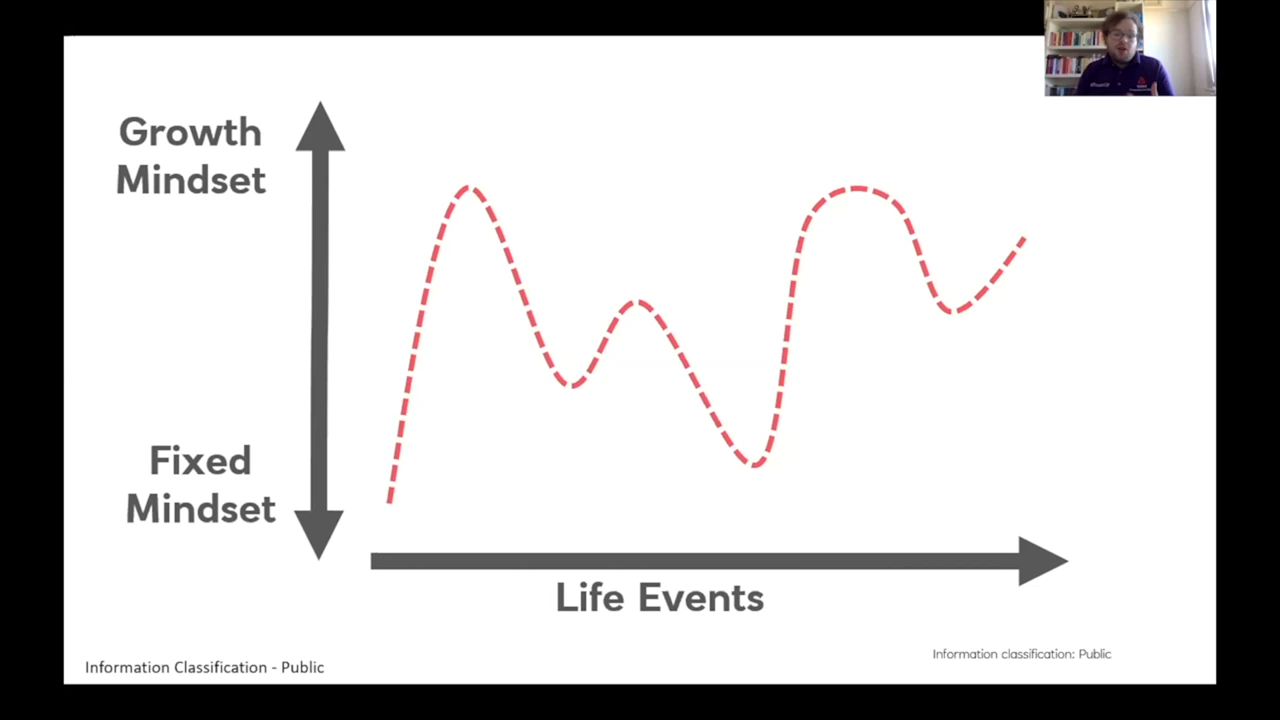 Growth
Mindset
Fixed
Mindset
Life Events
Information classification: Public
Information Classification - Public